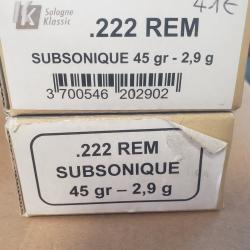 Sologne
Klassic
41€
.222 REM
SUBSONIQUE 45 gr - 2,9 g
3 700546 202902
.222 REM
SUBSONIQUE
45 gr – 2,9 g